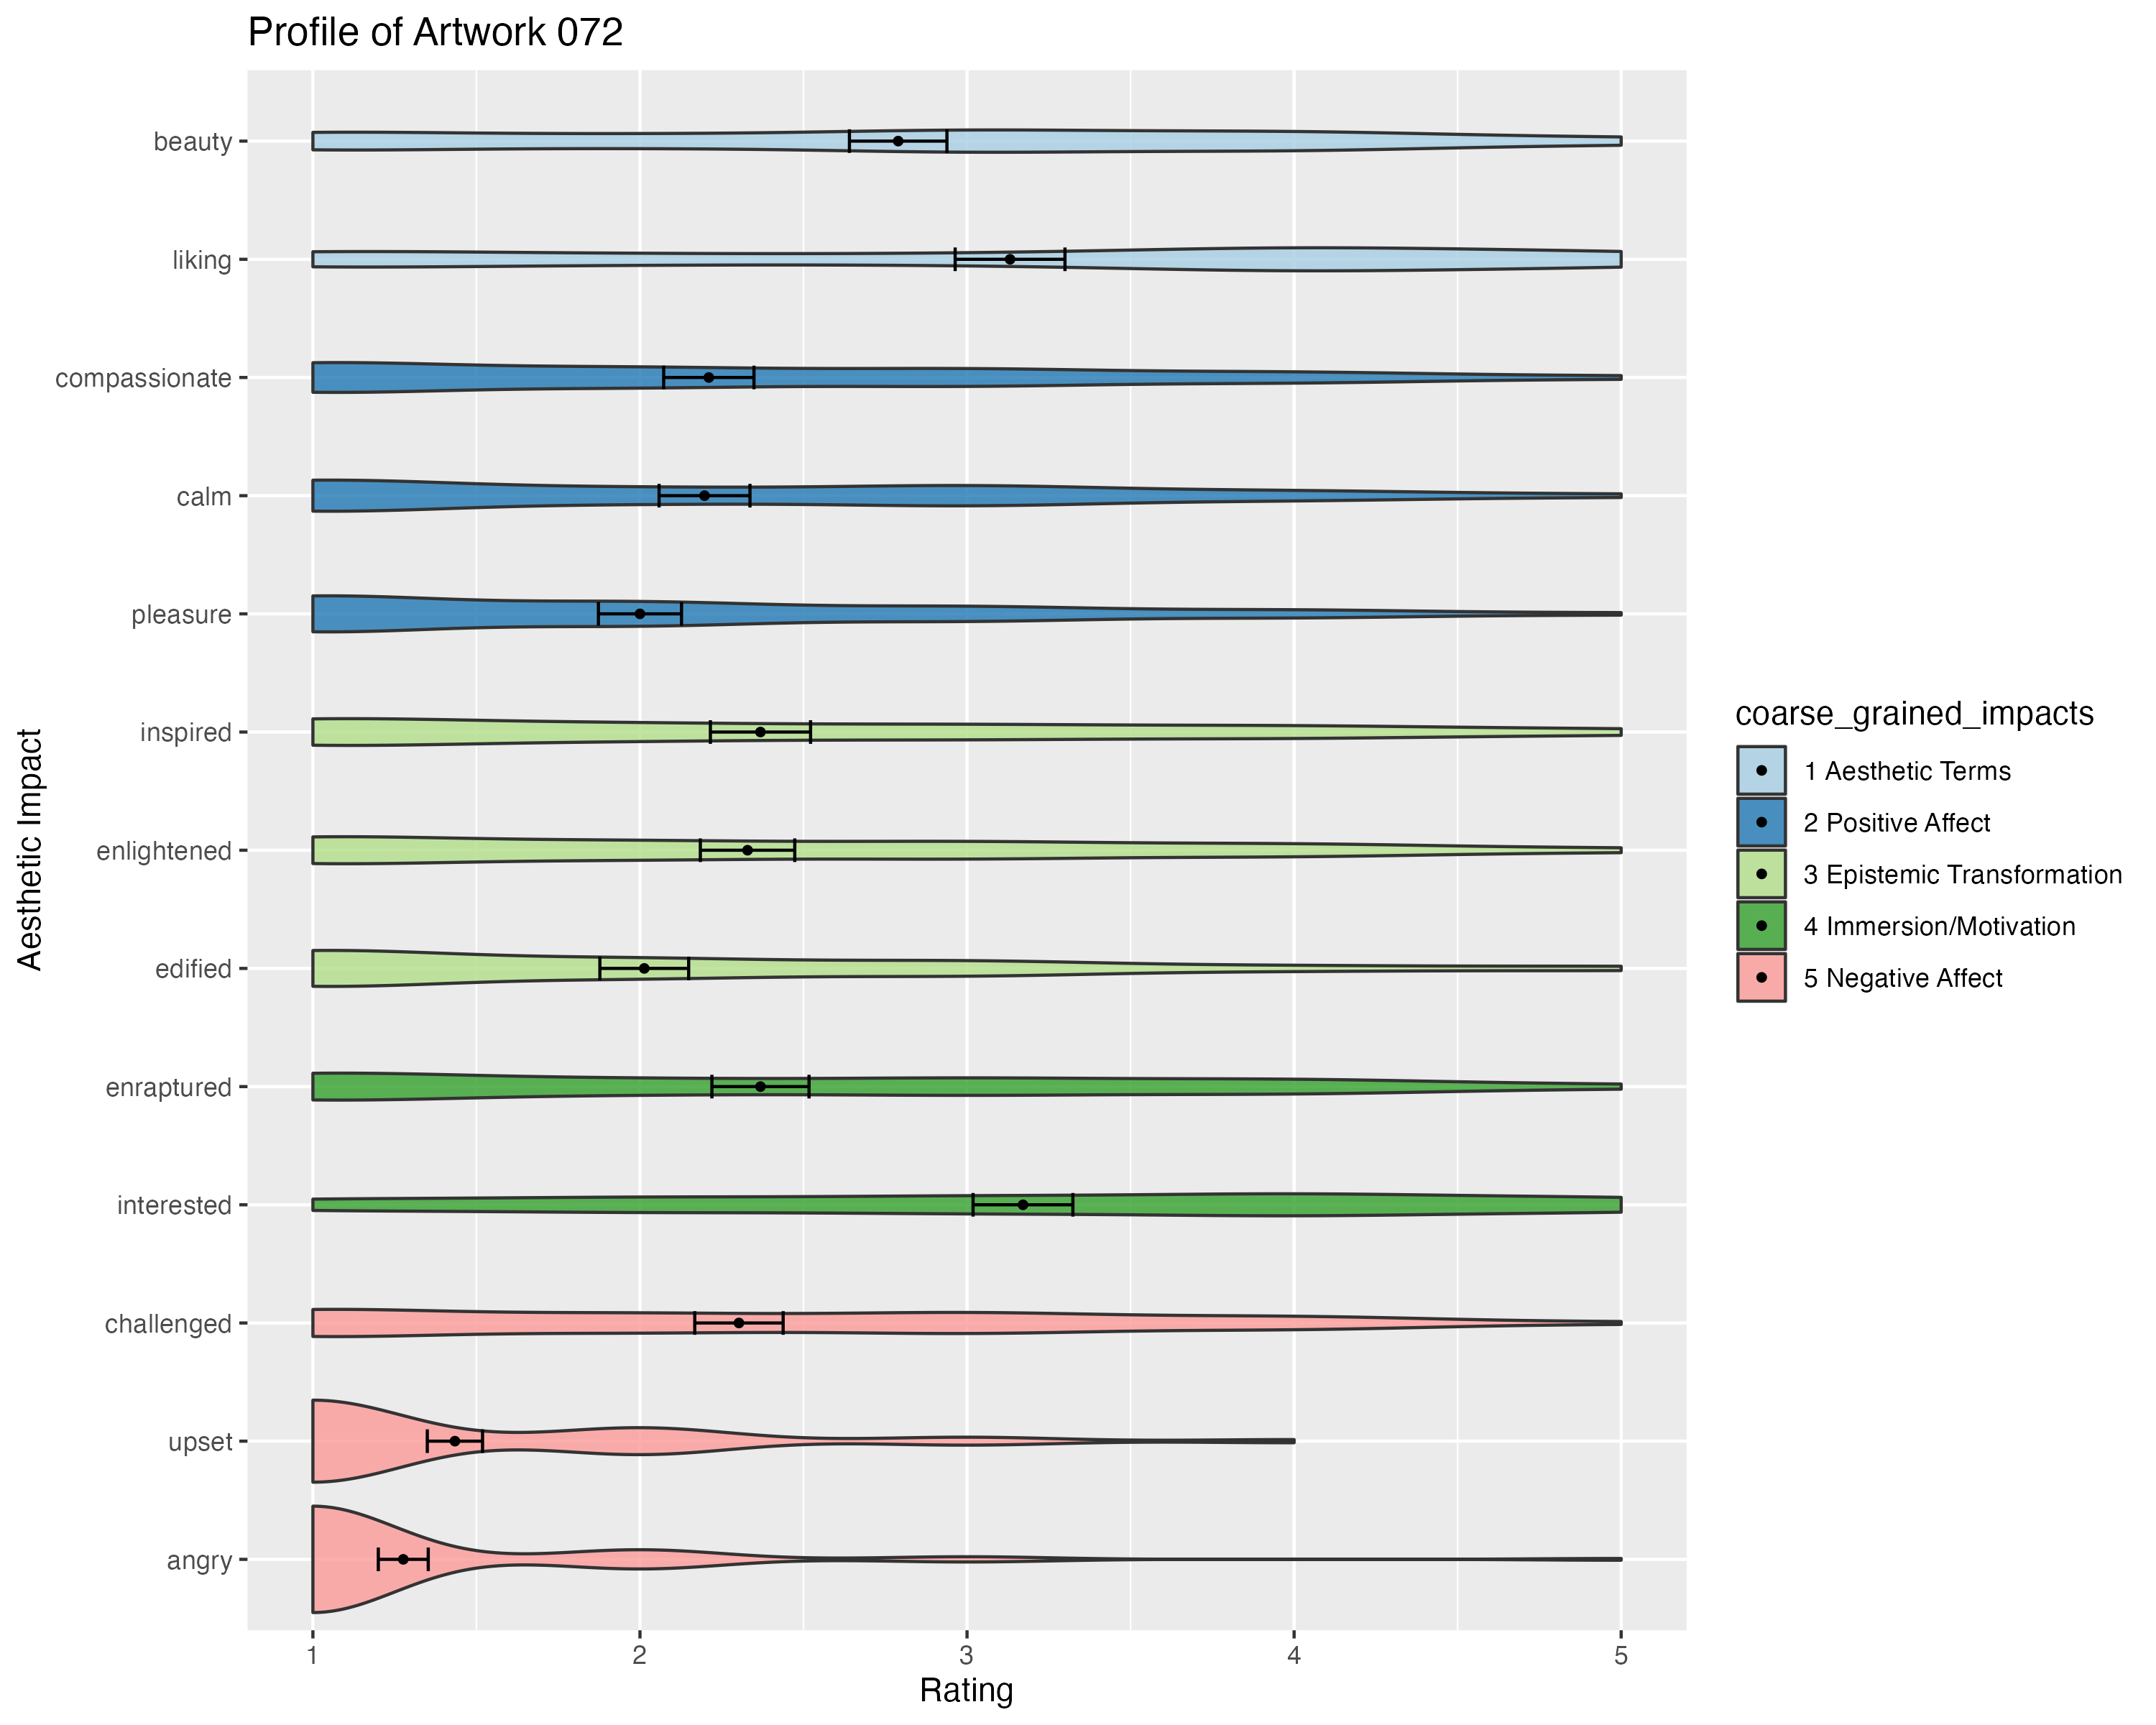 Profile of Artwork 072
beauty
liking
compassionate
calm
pleasure
inspired
enlightened
edified
enraptured
interested
challenged
upset
angry
Aesthetic Impact
1 2 3 4 5
Rating
coarse_grained_impacts
1 Aesthetic Terms
2 Positive Affect
3 Epistemic Transformation
4 Immersion/Motivation
5 Negative Affect